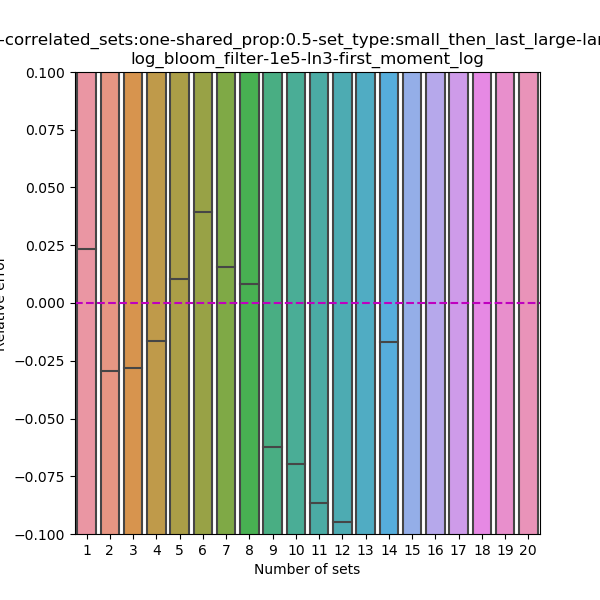 -correlated_sets:one-shared_prop:0.5-set_type:small_then_last_large-lar
log_bloom_filter-1e5-ln3-first_moment_log
0.100
0.075
0.050
0.025
0.000
−0.025
−0.050
−0.075
−0.100
Relative error
1 2 3 4 5 6 7 8 9 10 11 12 13 14 15 16 17 18 19 20
Number of sets